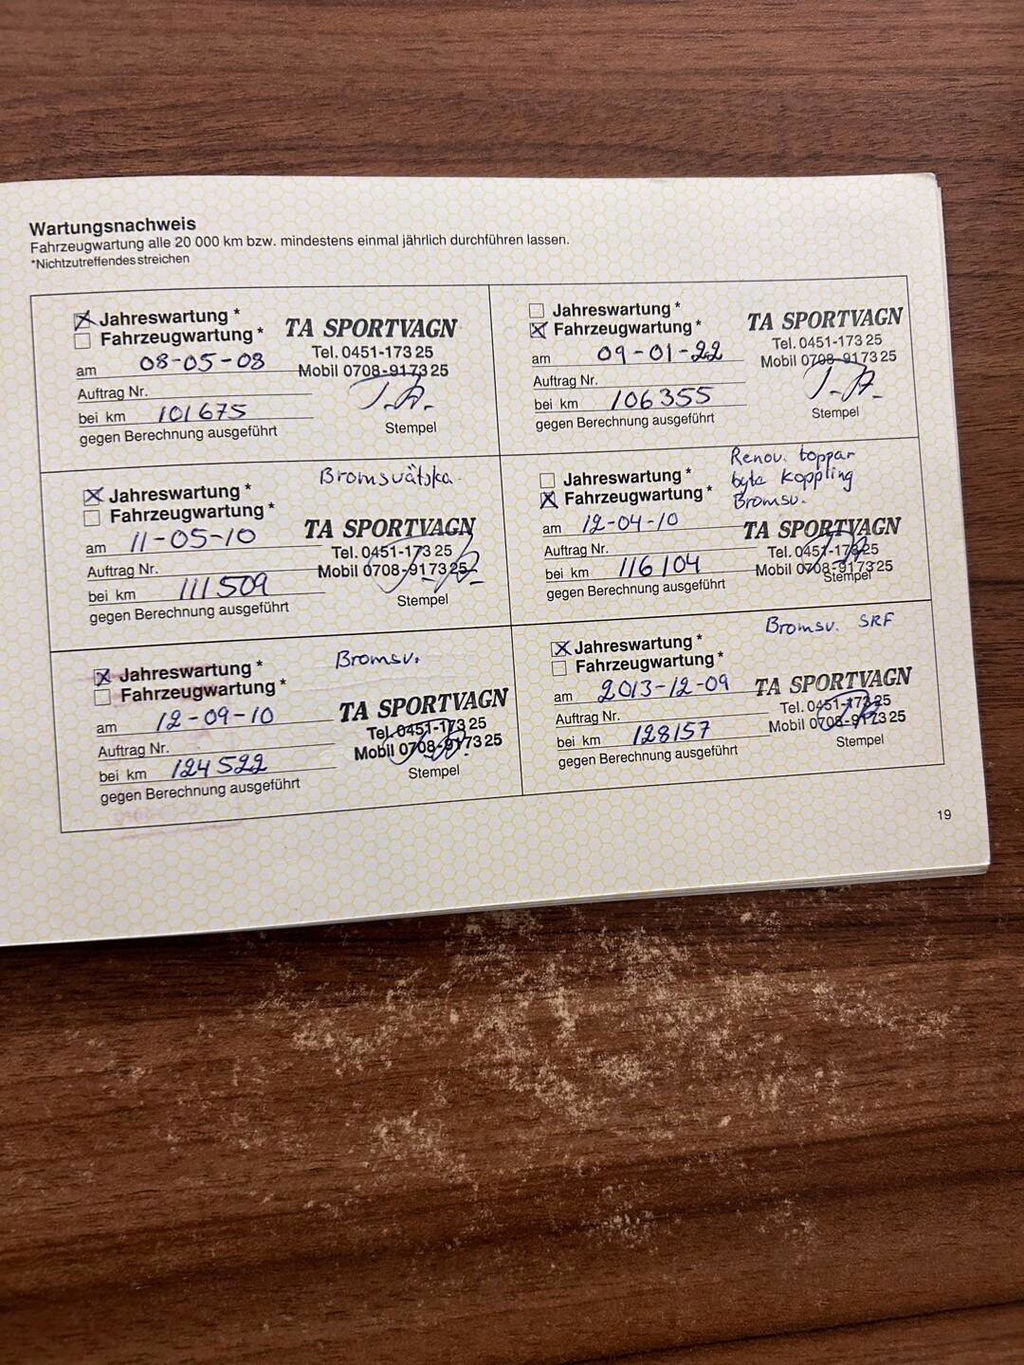 Wartungsnachweis
Fahrzeugwartung alle 20 000 km bzw. mindestens einmal jährlich durchführen lassen.
*Nichtzutreffendes streichen
Jahreswartung *
Fahrzeugwartung *
TA SPORTVAGN
Tel. 0451-173 25
Mobil 0708-9173 25
am 08-05-08
Auftrag Nr.
bei km 101675
gegen Berechnung ausgeführt
Stempel
Jahreswartung *
Fahrzeugwartung *
TA SPORTVAGN
Tel. 0451-173 25
Mobil 0708-9173 25
am 09-01-22
Auftrag Nr.
bei km 106355
gegen Berechnung ausgeführt
Stempel
Bromsvätska
Jahreswartung *
Fahrzeugwartung *
TA SPORTVAGN
Tel. 0451-173 25
Mobil 0708-9173 25
am 11-05-10
Auftrag Nr.
bei km 111509
gegen Berechnung ausgeführt
Stempel
Renov. toppar
byte Koppling
Bromsv.
Jahreswartung *
Fahrzeugwartung *
TA SPORTVAGN
Tel. 0451-173 25
Mobil 0708-9173 25
am 12-04-10
Auftrag Nr.
bei km 116104
gegen Berechnung ausgeführt
Stempel
Bromsv.
Jahreswartung *
Fahrzeugwartung *
TA SPORTVAGN
Tel. 0451-173 25
Mobil 0708-9173 25
am 12-09-10
Auftrag Nr.
bei km 124522
gegen Berechnung ausgeführt
Stempel
Bromsv. SRF
Jahreswartung *
Fahrzeugwartung *
TA SPORTVAGN
Tel. 0451-173 25
Mobil 0708-9173 25
am 2013-12-09
Auftrag Nr.
bei km 128157
gegen Berechnung ausgeführt
Stempel
19